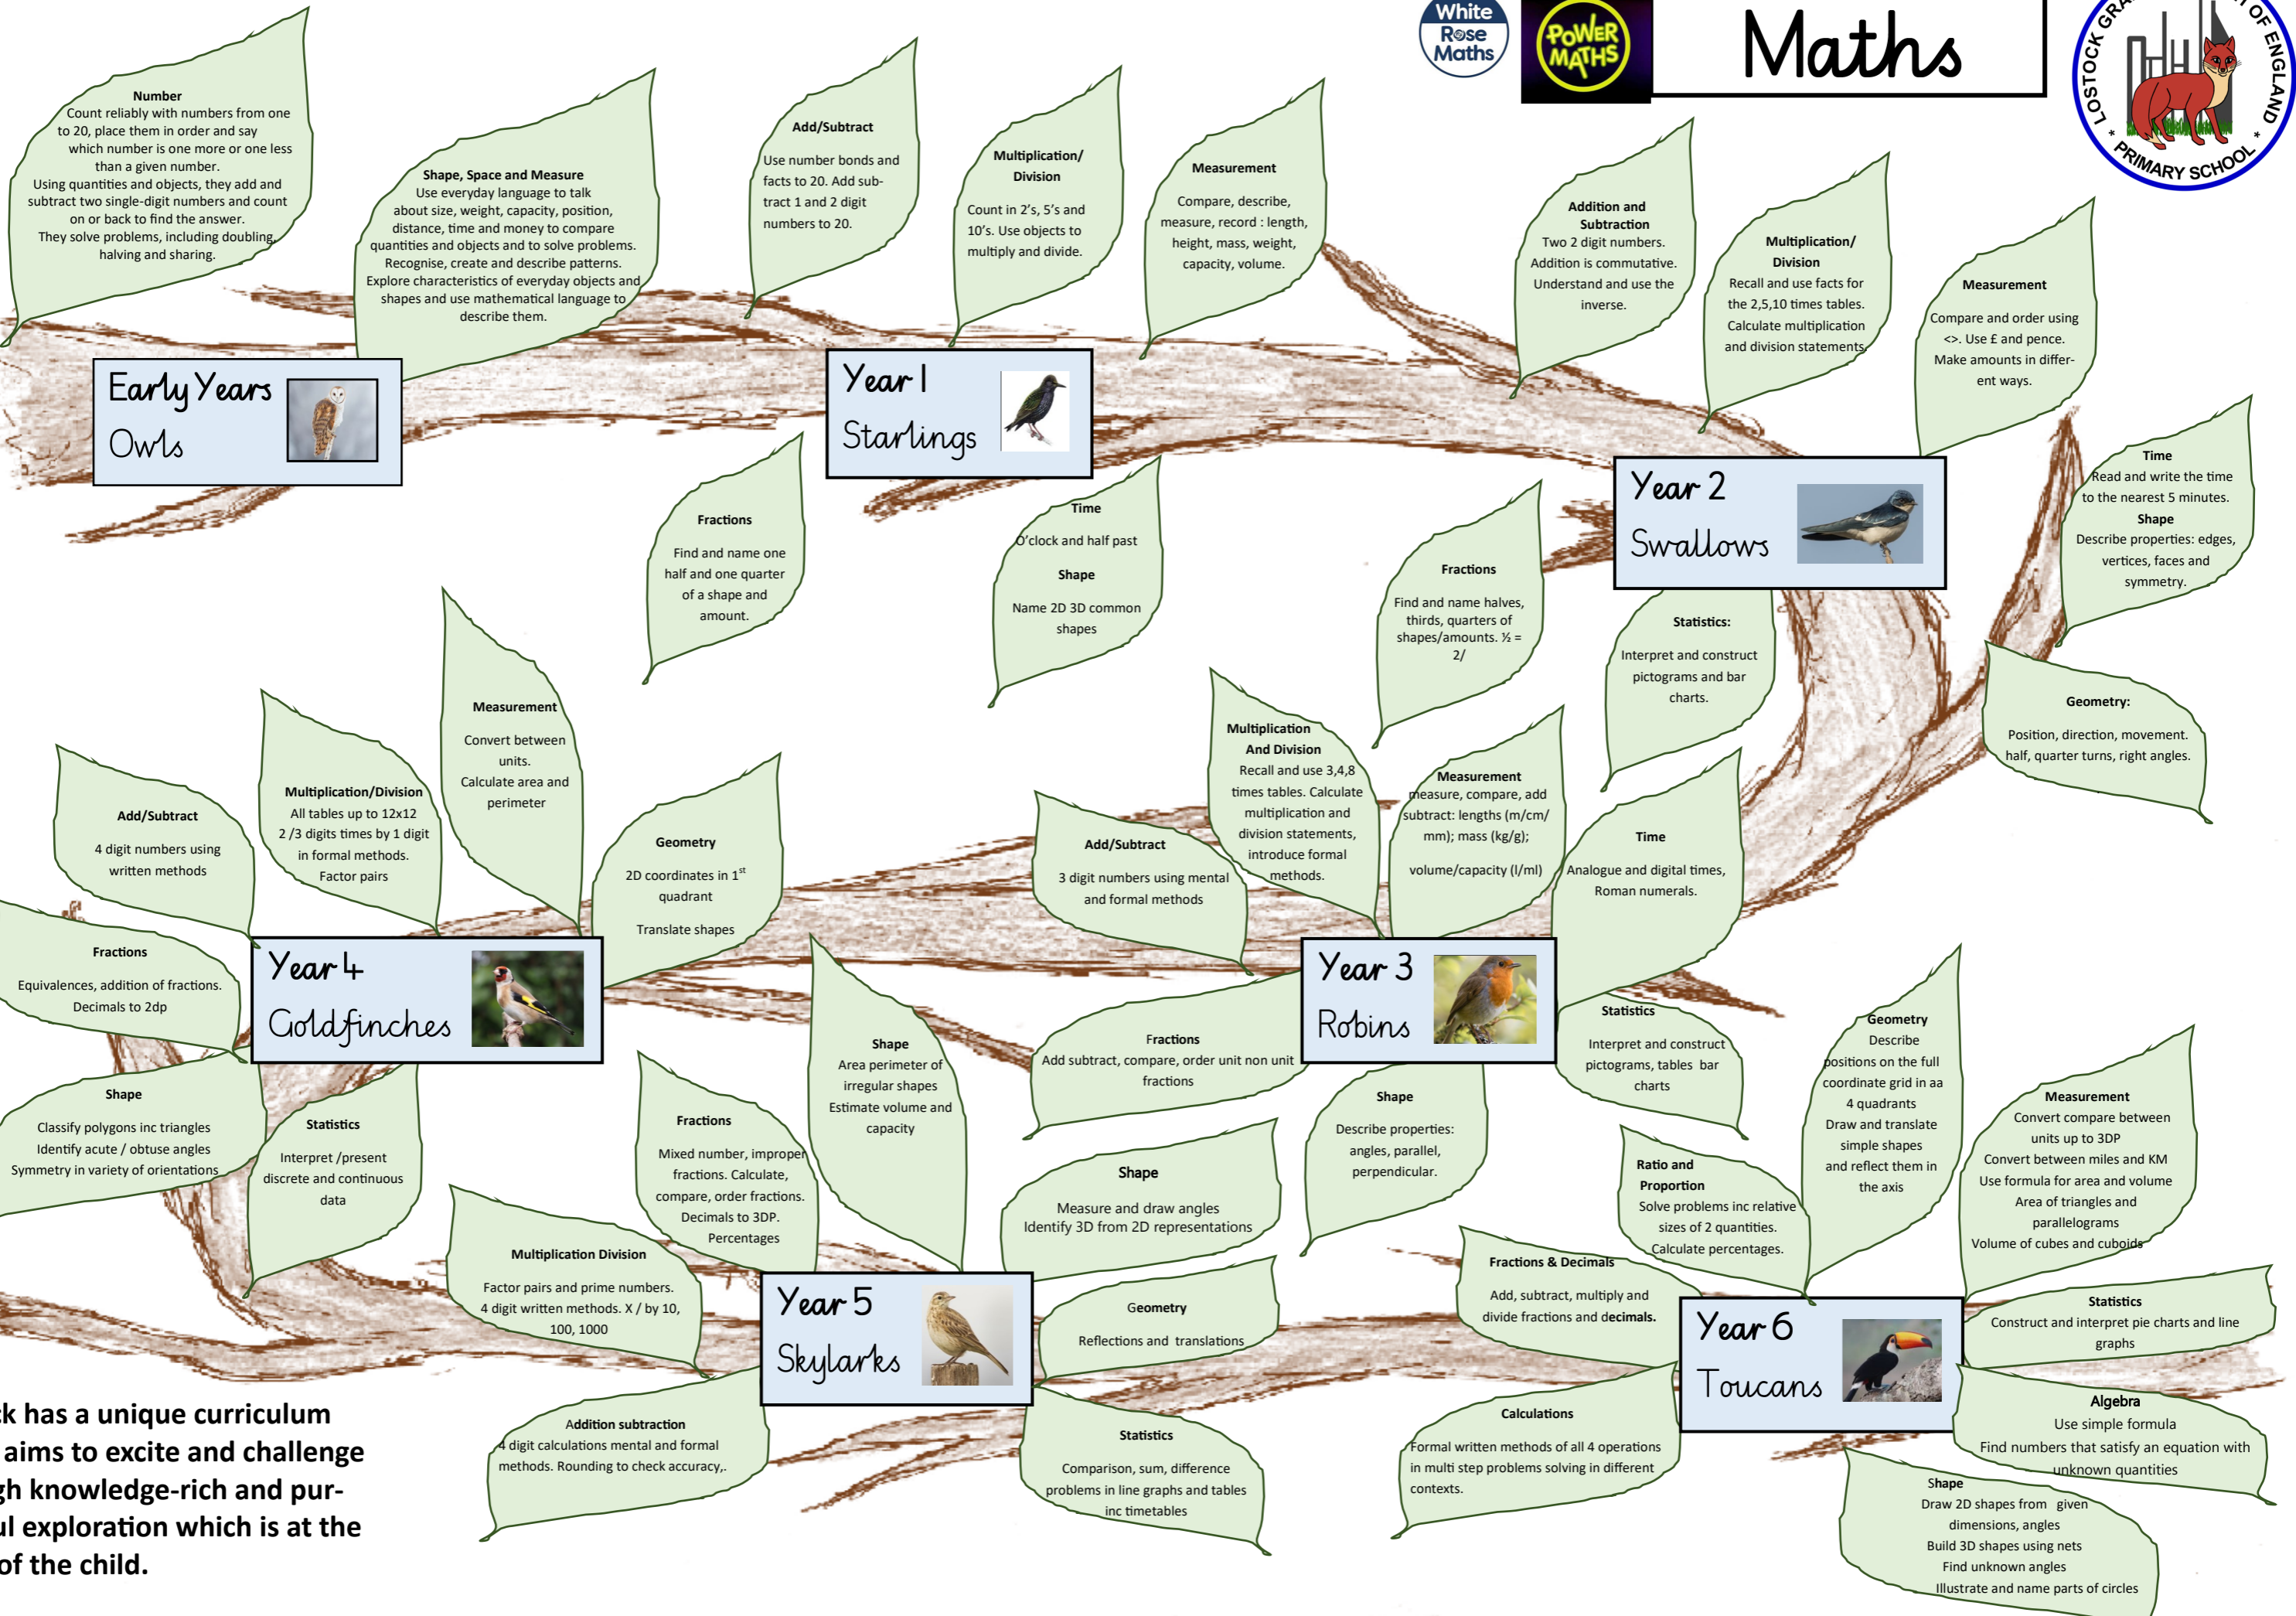 White
Rose
Maths
POWER
MATHS
Maths
LOSTOCK OF ENGLAND
* PRIMARY SCHOOL *
Number
Count reliably with numbers from one
to 20, place them in order and say
which number is one more or one less
than a given number.
Using quantities and objects, they add and
subtract two single-digit numbers and count
on or back to find the answer.
They solve problems, including doubling,
halving and sharing.
Shape, Space and Measure
Use everyday language to talk
about size, weight, capacity, position,
distance, time and money to compare
quantities and objects and to solve problems.
Recognise, create and describe patterns.
Explore characteristics of everyday objects and
shapes and use mathematical language to
describe them.
Early Years
Owls
Add/Subtract
Use number bonds and
facts to 20. Add sub-
tract 1 and 2 digit
numbers to 20.
Multiplication/
Division
Count in 2's, 5's and
10's. Use objects to
multiply and divide.
Measurement
Compare, describe,
measure, record : length,
height, mass, weight,
capacity, volume.
Year 1
Starlings
Fractions
Find and name one
half and one quarter
of a shape and
amount.
Time
O'clock and half past
Shape
Name 2D 3D common
shapes
Addition and
Subtraction
Two 2 digit numbers.
Addition is commutative.
Understand and use the
inverse.
Multiplication/
Division
Recall and use facts for
the 2,5,10 times tables.
Calculate multiplication
and division statements
Measurement
Compare and order using
<>. Use £ and pence.
Make amounts in differ-
ent ways.
Time
Read and write the time
to the nearest 5 minutes.
Shape
Describe properties: edges,
vertices, faces and
symmetry.
Year 2
Swallows
Fractions
Find and name halves,
thirds, quarters of
shapes/amounts. ½ =
2/
Statistics:
Interpret and construct
pictograms and bar
charts.
Geometry:
Position, direction, movement.
half, quarter turns, right angles.
Add/Subtract
3 digit numbers using mental
and formal methods
Multiplication
And Division
Recall and use 3,4,8
times tables. Calculate
multiplication and
division statements,
introduce formal
methods.
Measurement
measure, compare, add
subtract: lengths (m/cm/
mm); mass (kg/g);
volume/capacity (l/ml)
Time
Analogue and digital times,
Roman numerals.
Year 3
Robins
Fractions
Add subtract, compare, order unit non unit
fractions
Shape
Describe properties:
angles, parallel,
perpendicular.
Statistics
Interpret and construct
pictograms, tables bar
charts
Add/Subtract
4 digit numbers using
written methods
Multiplication/Division
All tables up to 12x12
2 /3 digits times by 1 digit
in formal methods.
Factor pairs
Measurement
Convert between
units.
Calculate area and
perimeter
Geometry
2D coordinates in 1st
quadrant
Translate shapes
Fractions
Equivalences, addition of fractions.
Decimals to 2dp
Year 4
Goldfinches
Shape
Classify polygons inc triangles
Identify acute / obtuse angles
Symmetry in variety of orientations
Statistics
Interpret /present
discrete and continuous
data
Multiplication Division
Factor pairs and prime numbers.
4 digit written methods. X / by 10,
100, 1000
Fractions
Mixed number, improper
fractions. Calculate,
compare, order fractions.
Decimals to 3DP.
Percentages
Shape
Area perimeter of
irregular shapes
Estimate volume and
capacity
Shape
Measure and draw angles
Identify 3D from 2D representations
Geometry
Reflections and translations
Year 5
Skylarks
Addition subtraction
4 digit calculations mental and formal
methods. Rounding to check accuracy,.
Statistics
Comparison, sum, difference
problems in line graphs and tables
inc timetables
Fractions & Decimals
Add, subtract, multiply and
divide fractions and decimals.
Ratio and
Proportion
Solve problems inc relative
sizes of 2 quantities.
Calculate percentages.
Geometry
Describe
positions on the full
coordinate grid in aa
4 quadrants
Draw and translate
simple shapes
and reflect them in
the axis
Measurement
Convert compare between
units up to 3DP
Convert between miles and KM
Use formula for area and volume
Area of triangles and
parallelograms
Volume of cubes and cuboids
Statistics
Construct and interpret pie charts and line
graphs
Year 6
Toucans
Calculations
Formal written methods of all 4 operations
in multi step problems solving in different
contexts.
Algebra
Use simple formula
Find numbers that satisfy an equation with
unknown quantities
Shape
Draw 2D shapes from given
dimensions, angles
Build 3D shapes using nets
Find unknown angles
Illustrate and name parts of circles
has a unique curriculum
aims to excite and challenge
knowledge-rich and pur-
exploration which is at the
of the child.